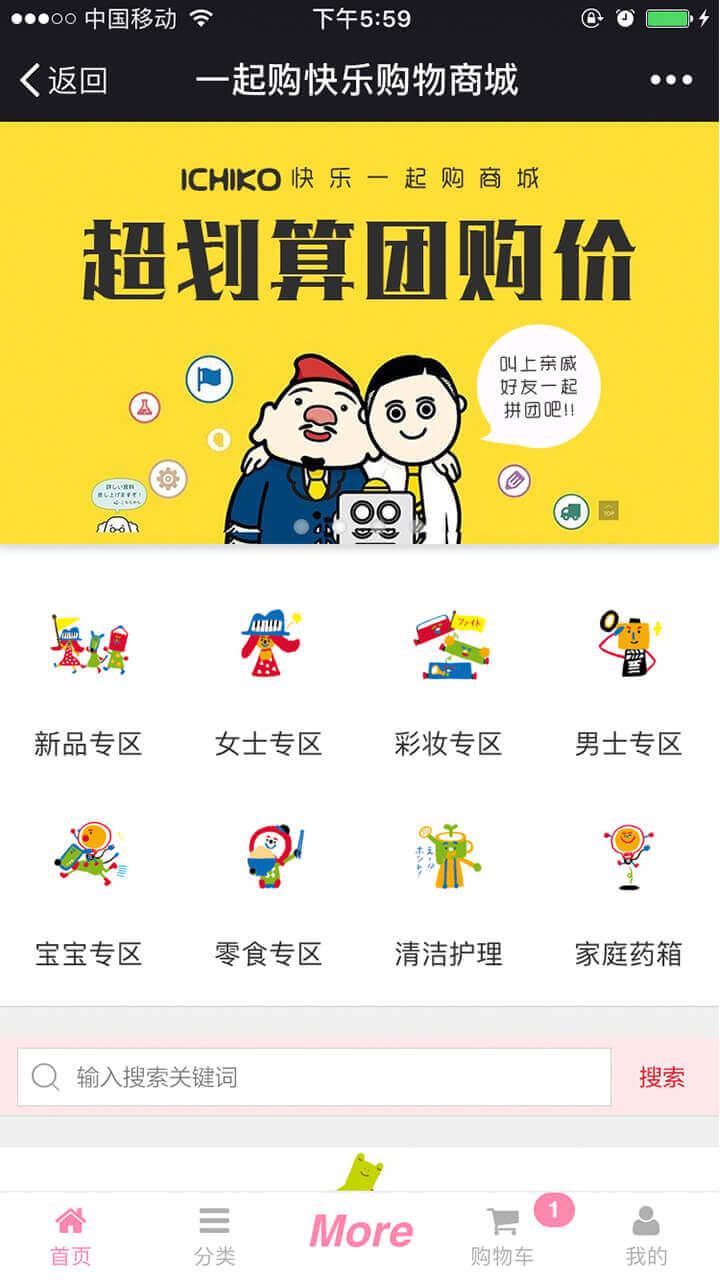 中国移动 下午5:59
返回 一起购快乐购物商城
ICHIKO 快乐一起购商城
超划算团购价
叫上亲戚
好友一起
拼团吧!!
TOP
ファイト
新品专区 女士专区 彩妆专区 男士专区
宝宝专区 零食专区 清洁护理 家庭药箱
输入搜索关键词 搜索
1
首页 分类 More 购物车 我的